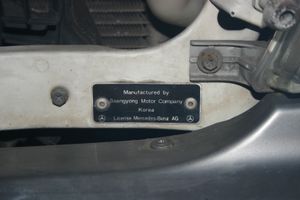 Manufactured by
Ssangyong Motor Company
Korea
License Mercedes-Benz AG